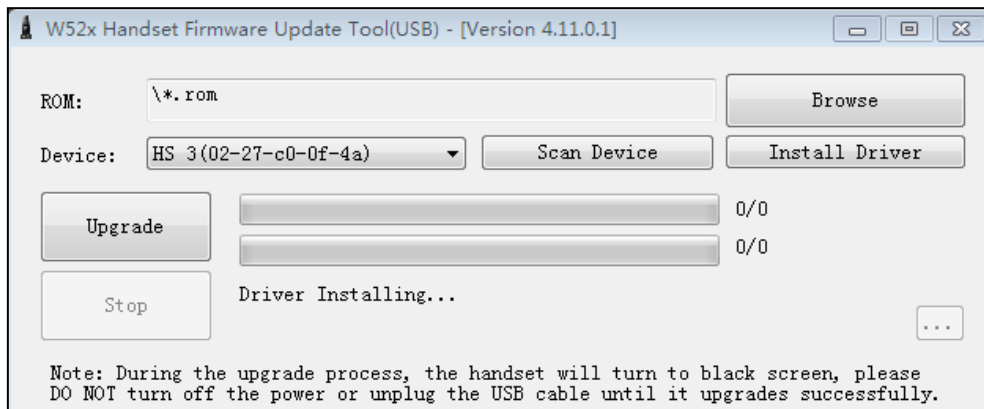 W52x Handset Firmware Update Tool(USB) - [Version 4.11.0.1]
ROM: \*.rom Browse
Device: HS 3(02-27-c0-0f-4a) Scan Device Install Driver
Upgrade 0/0
0/0
Stop Driver Installing...
...
Note: During the upgrade process, the handset will turn to black screen, please
DO NOT turn off the power or unplug the USB cable until it upgrades successfully.